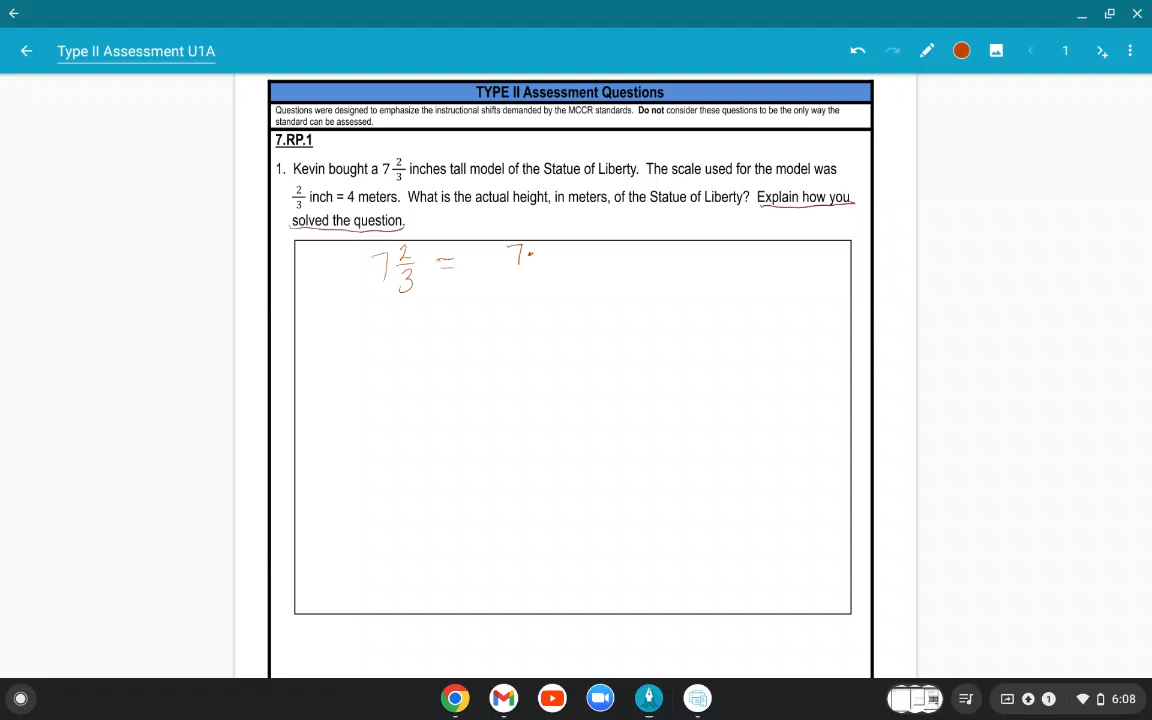 Type II Assessment U1A
1
TYPE II Assessment Questions
Questions were designed to emphasize the instructional shifts demanded by the MCCR standards. Do not consider these questions to be the only way the
standard can be assessed.
7.RP.1
1. Kevin bought a 7 2/3 inches tall model of the Statue of Liberty. The scale used for the model was
2/3 inch = 4 meters. What is the actual height, in meters, of the Statue of Liberty? Explain how you
solved the question.
7 2/3 = 7.
1
6:08